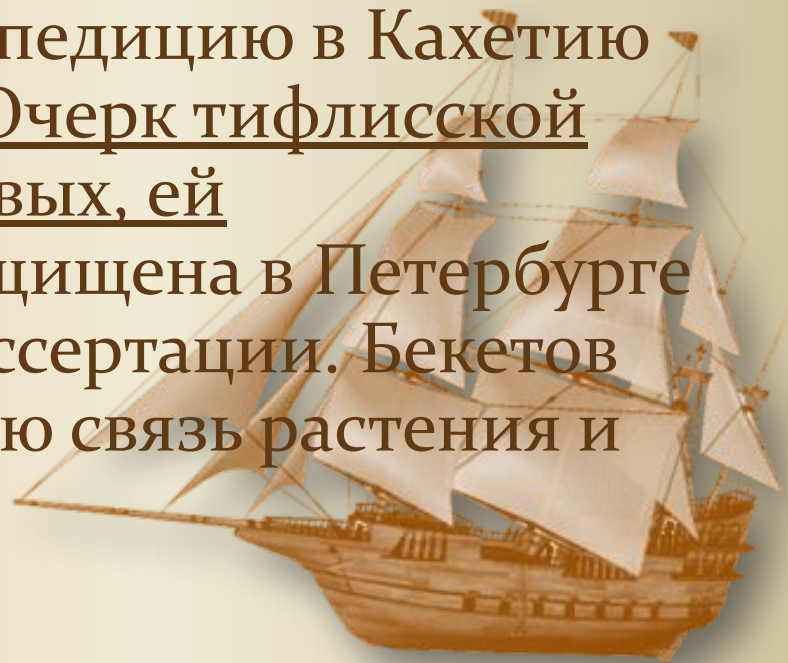 педицию в Кахетию
Очерк тифлисской
вых, ей
щищена в Петербурге
ссертации. Бекетов
ю связь растения и